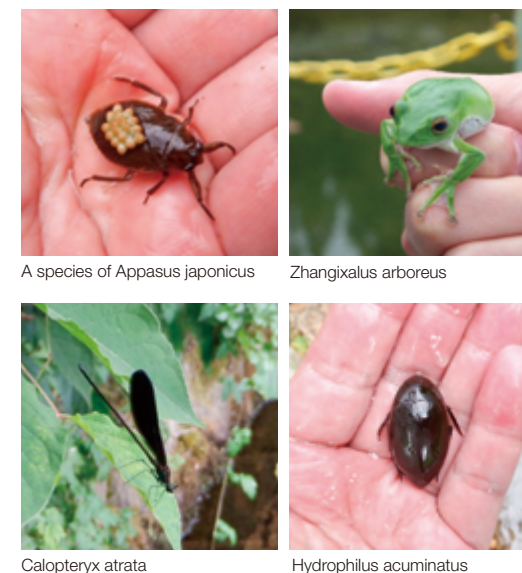 A species of Appasus japonicus
Zhangixalus arboreus
Calopteryx atrata
Hydrophilus acuminatus